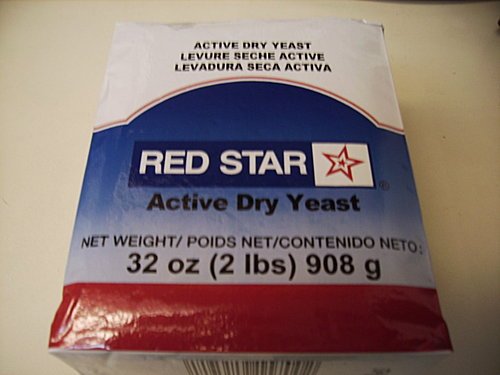 ACTIVE DRY YEAST
LEVURE SECHE ACTIVE
LEVADURA SECA ACTIVA
RED STAR
®
Active Dry Yeast
NET WEIGHT/ POIDS NET/CONTENIDO NETO:
32 oz (2 lbs) 908 g